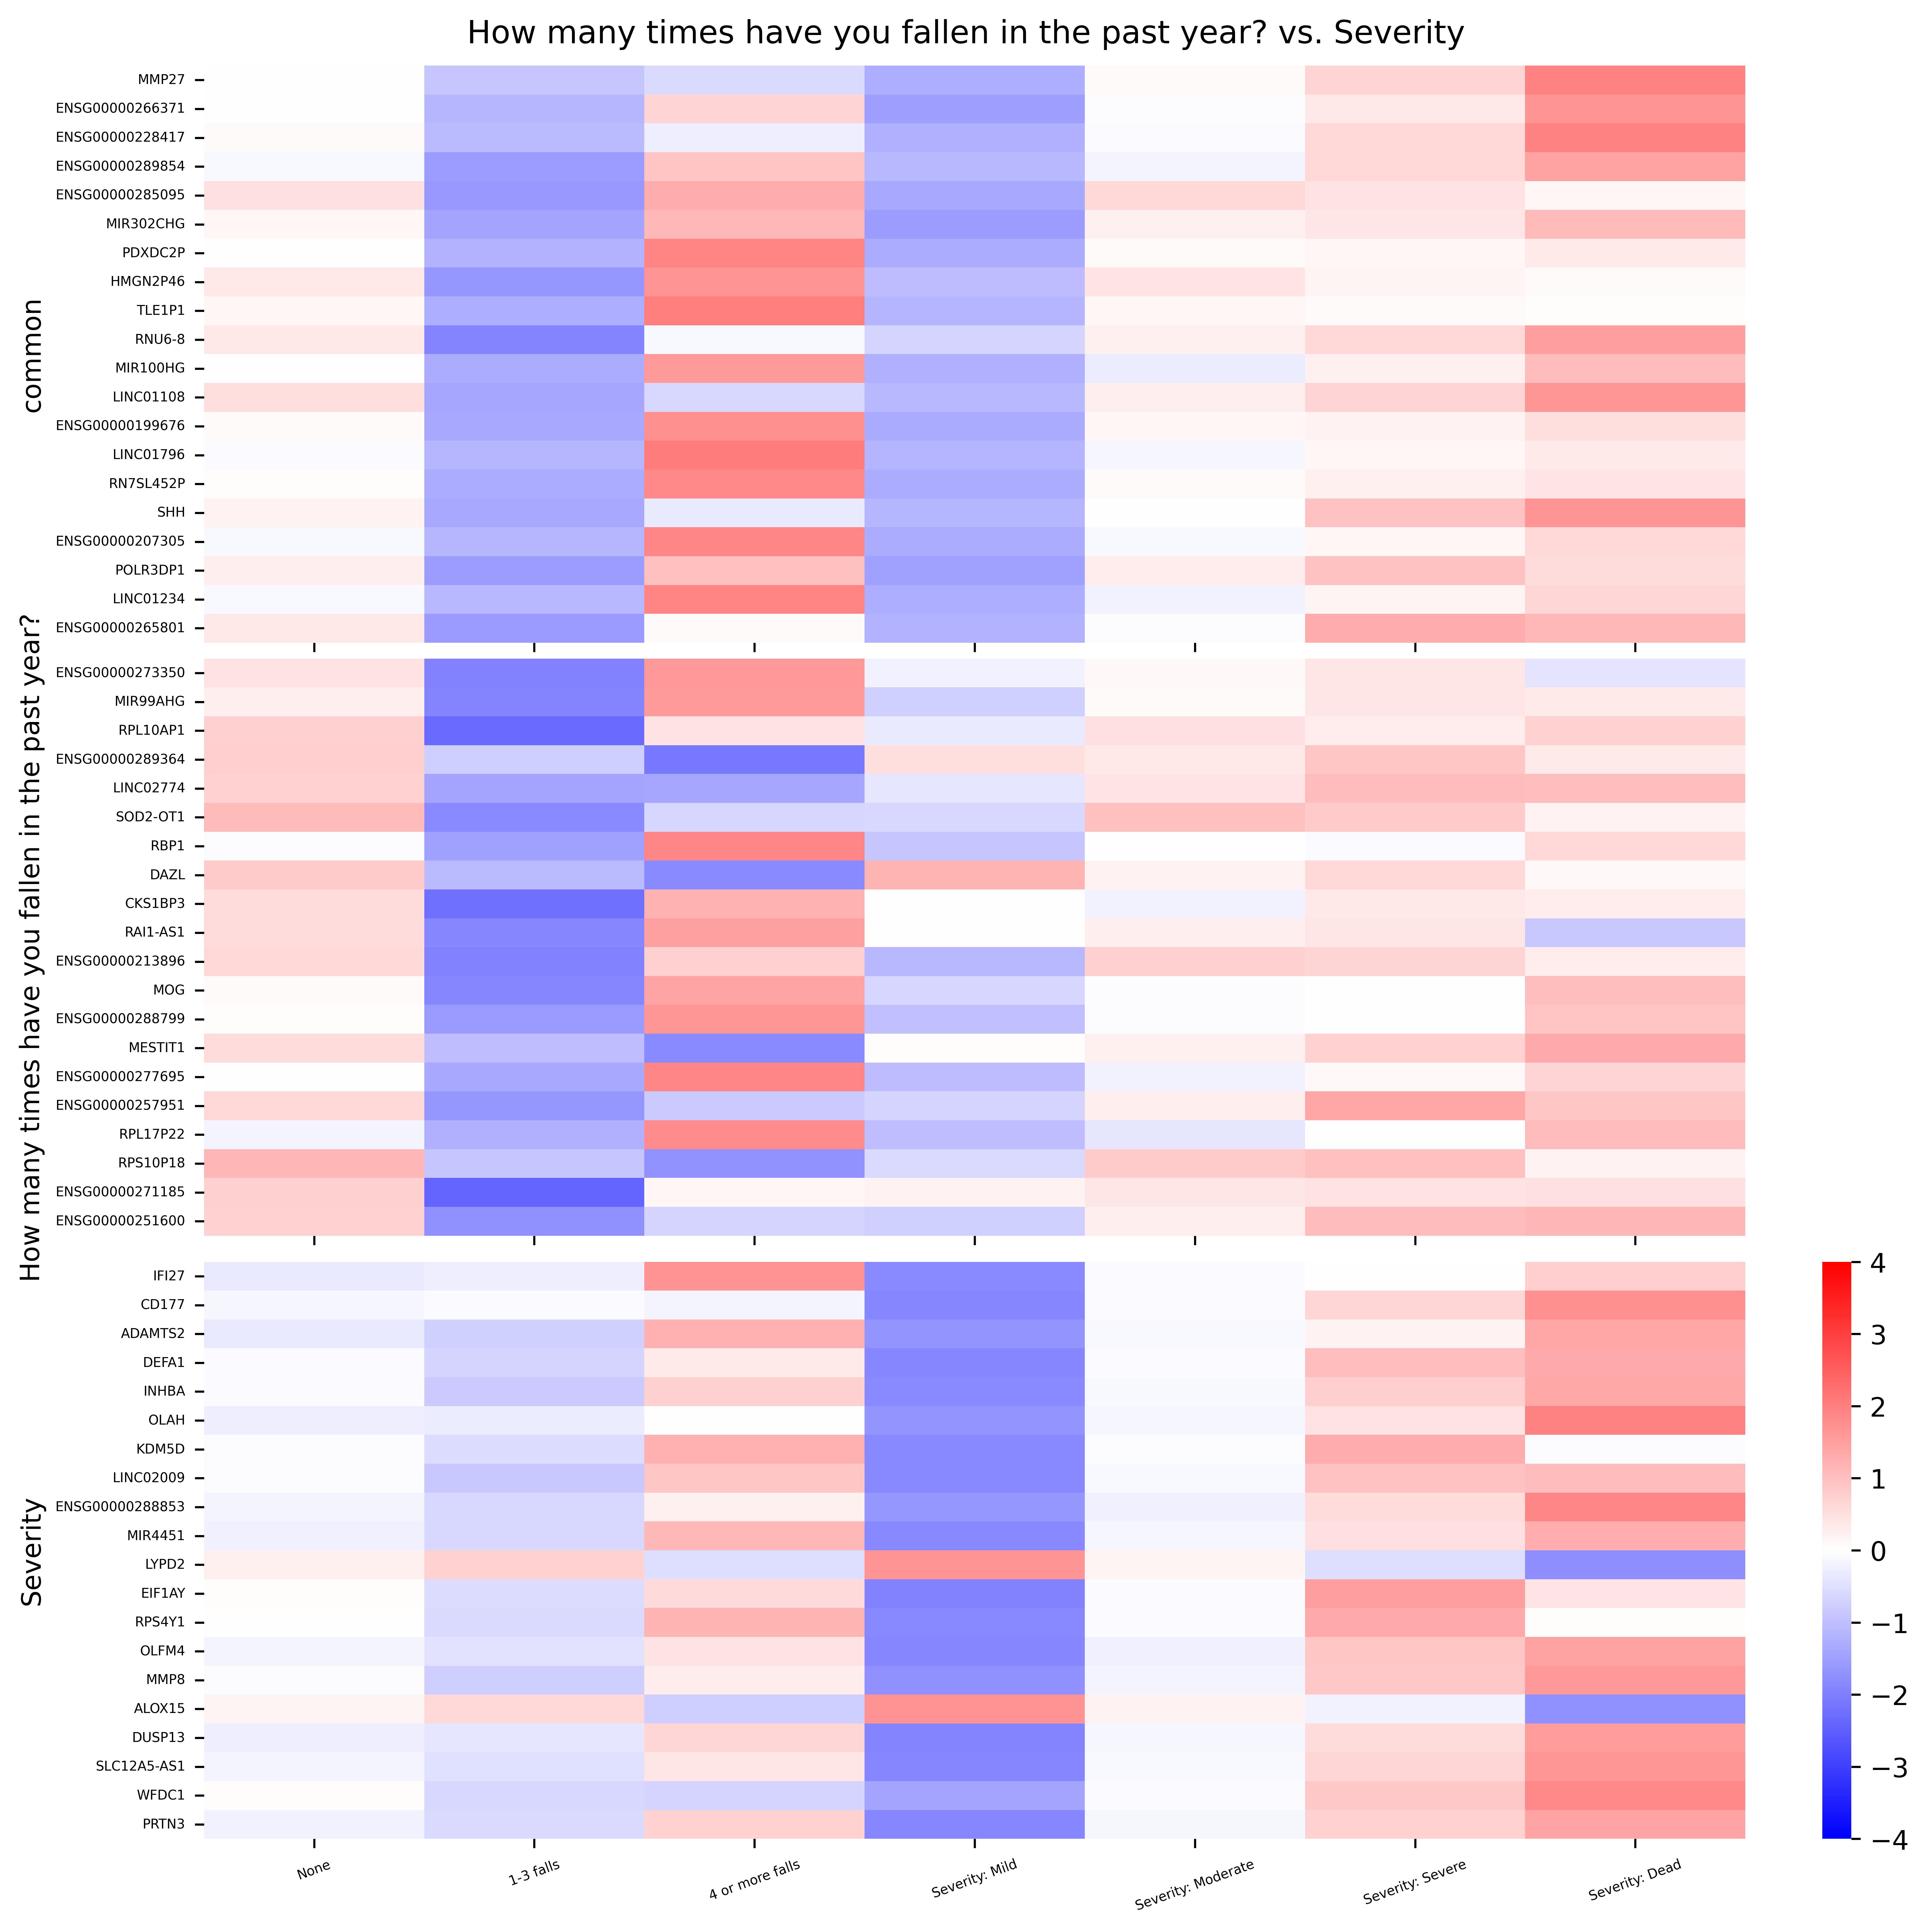 How many times have you fallen in the past year? vs. Severity
common
MMP27
ENSG00000266371
ENSG00000228417
ENSG00000289854
ENSG00000285095
MIR302CHG
PDXDC2P
HMGN2P46
TLE1P1
RNU6-8
MIR100HG
LINC01108
ENSG00000199676
LINC01796
RN7SL452P
SHH
ENSG00000207305
POLR3DP1
LINC01234
ENSG00000265801
How many times have you fallen in the past year?
ENSG00000273350
MIR99AHG
RPL10AP1
ENSG00000289364
LINC02774
SOD2-OT1
RBP1
DAZL
CKS1BP3
RAI1-AS1
ENSG00000213896
MOG
ENSG00000288799
MESTIT1
ENSG00000277695
ENSG00000257951
RPL17P22
RPS10P18
ENSG00000271185
ENSG00000251600
Severity
IFI27
CD177
ADAMTS2
DEFA1
INHBA
OLAH
KDM5D
LINC02009
ENSG00000288853
MIR4451
LYPD2
EIF1AY
RPS4Y1
OLFM4
MMP8
ALOX15
DUSP13
SLC12A5-AS1
WFDC1
PRTN3
None
1-3 falls
4 or more falls
Severity: Mild
Severity: Moderate
Severity: Severe
Severity: Dead
4
3
2
1
0
−1
−2
−3
−4